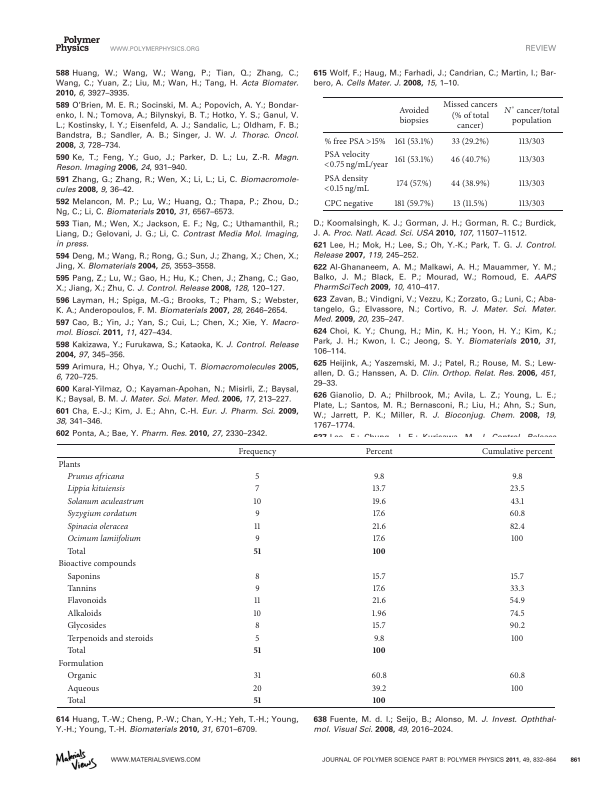 Polymer
Physics
WWW.POLYMERPHYSICS.ORG
REVIEW
588 Huang, W.; Wang, W.; Wang, P.; Tian, Q.; Zhang, C.;
Wang, C.; Yuan, Z.; Liu, M.; Wan, H.; Tang, H. Acta Biomater.
2010, 6, 3927–3935.
589 O'Brien, M. E. R.; Socinski, M. A.; Popovich, A. Y.; Bondar-
enko, I. N.; Tomova, A.; Bilynskyi, B. T.; Hotko, Y. S.; Ganul, V.
L.; Kostinsky, I. Y.; Eisenfeld, A. J.; Sandalic, L.; Oldham, F. B.;
Bandstra, B.; Sandler, A. B.; Singer, J. W. J. Thorac. Oncol.
2008, 3, 728–734.
590 Ke, T.; Feng, Y.; Guo, J.; Parker, D. L.; Lu, Z.-R. Magn.
Reson. Imaging 2006, 24, 931–940.
591 Zhang, G.; Zhang, R.; Wen, X.; Li, L.; Li, C. Biomacromole-
cules 2008, 9, 36–42.
592 Melancon, M. P.; Lu, W.; Huang, Q.; Thapa, P.; Zhou, D.;
Ng, C.; Li, C. Biomaterials 2010, 31, 6567–6573.
593 Tian, M.; Wen, X.; Jackson, E. F.; Ng, C.; Uthamanthil, R.;
Liang, D.; Gelovani, J. G.; Li, C. Contrast Media Mol. Imaging,
in press.
594 Deng, M.; Wang, R.; Rong, G.; Sun, J.; Zhang, X.; Chen, X.;
Jing, X. Biomaterials 2004, 25, 3553–3558.
595 Pang, Z.; Lu, W.; Gao, H.; Hu, K.; Chen, J.; Zhang, C.; Gao,
X.; Jiang, X.; Zhu, C. J. Control. Release 2008, 128, 120–127.
596 Layman, H.; Spiga, M.-G.; Brooks, T.; Pham, S.; Webster,
K. A.; Anderopoulos, F. M. Biomaterials 2007, 28, 2646–2654.
597 Cao, B.; Yin, J.; Yan, S.; Cui, L.; Chen, X.; Xie, Y. Macro-
mol. Biosci. 2011, 11, 427–434.
598 Kakizawa, Y.; Furukawa, S.; Kataoka, K. J. Control. Release
2004, 97, 345–356.
599 Arimura, H.; Ohya, Y.; Ouchi, T. Biomacromolecules 2005,
6, 720–725.
600 Karal-Yilmaz, O.; Kayaman-Apohan, N.; Misirli, Z.; Baysal,
K.; Baysal, B. M. J. Mater. Sci. Mater. Med. 2006, 17, 213–227.
601 Cha, E.-J.; Kim, J. E.; Ahn, C.-H. Eur. J. Pharm. Sci. 2009,
38, 341–346.
602 Ponta, A.; Bae, Y. Pharm. Res. 2010, 27, 2330–2342.
615 Wolf, F.; Haug, M.; Farhadi, J.; Candrian, C.; Martin, I.; Bar-
bero, A. Cells Mater. J. 2008, 15, 1–10.
Avoided biopsies Missed cancers (% of total cancer) N° cancer/total population
% free PSA >15% 161 (53.1%) 33 (29.2%) 113/303
PSA velocity <0.75 ng/mL/year 161 (53.1%) 46 (40.7%) 113/303
PSA density <0.15 ng/mL 174 (57%) 44 (38.9%) 113/303
CPC negative 181 (59.7%) 13 (11.5%) 113/303
D.; Koomalsingh, K. J.; Gorman, J. H.; Gorman, R. C.; Burdick,
J. A. Proc. Natl. Acad. Sci. USA 2010, 107, 11507–11512.
621 Lee, H.; Mok, H.; Lee, S.; Oh, Y.-K.; Park, T. G. J. Control.
Release 2007, 119, 245–252.
622 Al-Ghananeem, A. M.; Malkawi, A. H.; Mauammer, Y. M.;
Balko, J. M.; Black, E. P.; Mourad, W.; Romoud, E. AAPS
PharmSciTech 2009, 10, 410–417.
623 Zavan, B.; Vindigni, V.; Vezzu, K.; Zorzato, G.; Luni, C.; Aba-
tangelo, G.; Elvassore, N.; Cortivo, R. J. Mater. Sci. Mater.
Med. 2009, 20, 235–247.
624 Choi, K. Y.; Chung, H.; Min, K. H.; Yoon, H. Y.; Kim, K.;
Park, J. H.; Kwon, I. C.; Jeong, S. Y. Biomaterials 2010, 31,
106–114.
625 Heijink, A.; Yaszemski, M. J.; Patel, R.; Rouse, M. S.; Lew-
allen, D. G.; Hanssen, A. D. Clin. Orthop. Relat. Res. 2006, 451,
29–33.
626 Gianolio, D. A.; Philbrook, M.; Avila, L. Z.; Young, L. E.;
Plate, L.; Santos, M. R.; Bernasconi, R.; Liu, H.; Ahn, S.; Sun,
W.; Jarrett, P. K.; Miller, R. J. Bioconjug. Chem. 2008, 19,
1767–1774.
Frequency Percent Cumulative percent
Plants
Prunus africana 5 9.8 9.8
Lippia kituiensis 7 13.7 23.5
Solanum aculeastrum 10 19.6 43.1
Syzygium cordatum 9 17.6 60.8
Spinacia oleracea 11 21.6 82.4
Ocimum lamiifolium 9 17.6 100
Total 51 100
Bioactive compounds
Saponins 8 15.7 15.7
Tannins 9 17.6 33.3
Flavonoids 11 21.6 54.9
Alkaloids 10 1.96 74.5
Glycosides 8 15.7 90.2
Terpenoids and steroids 5 9.8 100
Total 51 100
Formulation
Organic 31 60.8 60.8
Aqueous 20 39.2 100
Total 51 100
614 Huang, T.-W.; Cheng, P.-W.; Chan, Y.-H.; Yeh, T.-H.; Young,
Y.-H.; Young, T.-H. Biomaterials 2010, 31, 6701–6709.
638 Fuente, M. d. l.; Seijo, B.; Alonso, M. J. Invest. Opththal-
mol. Visual Sci. 2008, 49, 2016–2024.
Materials
Views
WWW.MATERIALSVIEWS.COM
JOURNAL OF POLYMER SCIENCE PART B: POLYMER PHYSICS 2011, 49, 832–864 861